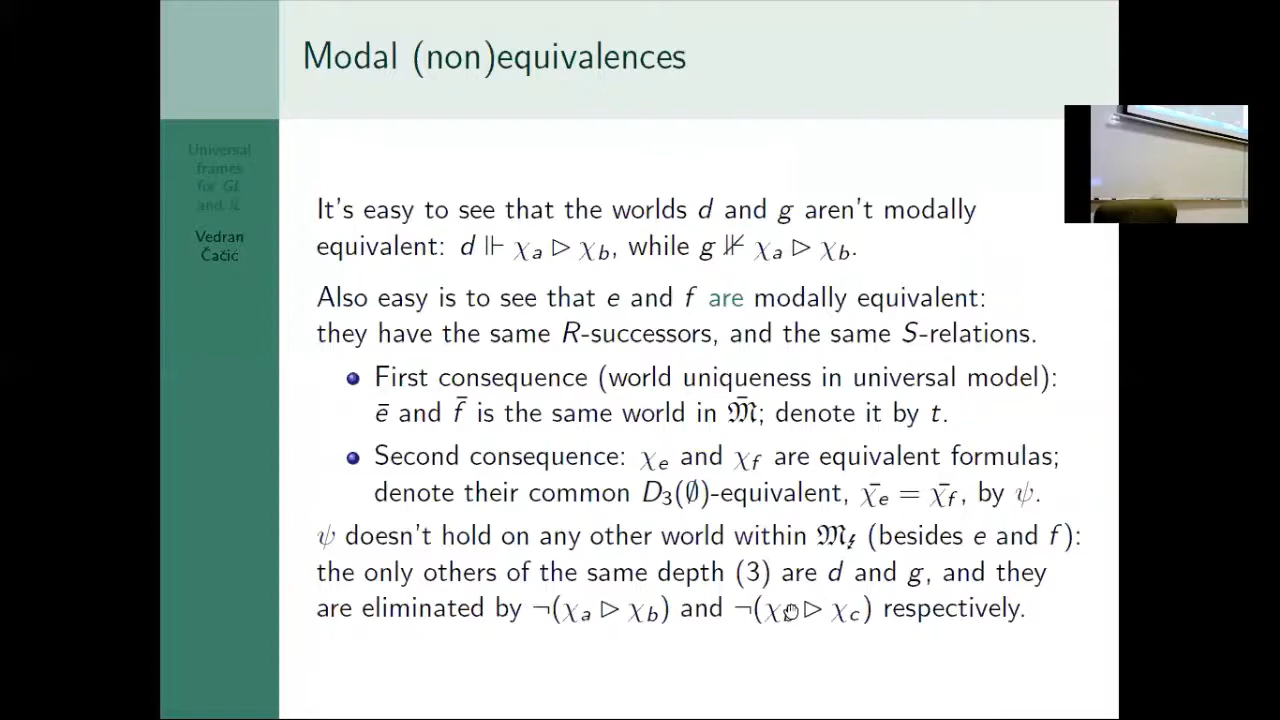 Modal (non)equivalences
Universal
frames
for GL
and IL
Vedran
Čačić
It's easy to see that the worlds d and g aren't modally
equivalent: d ⊩ χₐ ▷ χ_b, while g ⊮ χₐ ▷ χ_b.
Also easy is to see that e and f are modally equivalent:
they have the same R-successors, and the same S-relations.
First consequence (world uniqueness in universal model):
ē and f̄ is the same world in 𝔐̄; denote it by t.
Second consequence: χ_e and χ_f are equivalent formulas;
denote their common D₃(∅)-equivalent, χ̄_e = χ̄_f, by ψ.
ψ doesn't hold on any other world within 𝔐 (besides e and f):
the only others of the same depth (3) are d and g, and they
are eliminated by ¬(χₐ ▷ χ_b) and ¬(χ ▷ χ_c) respectively.